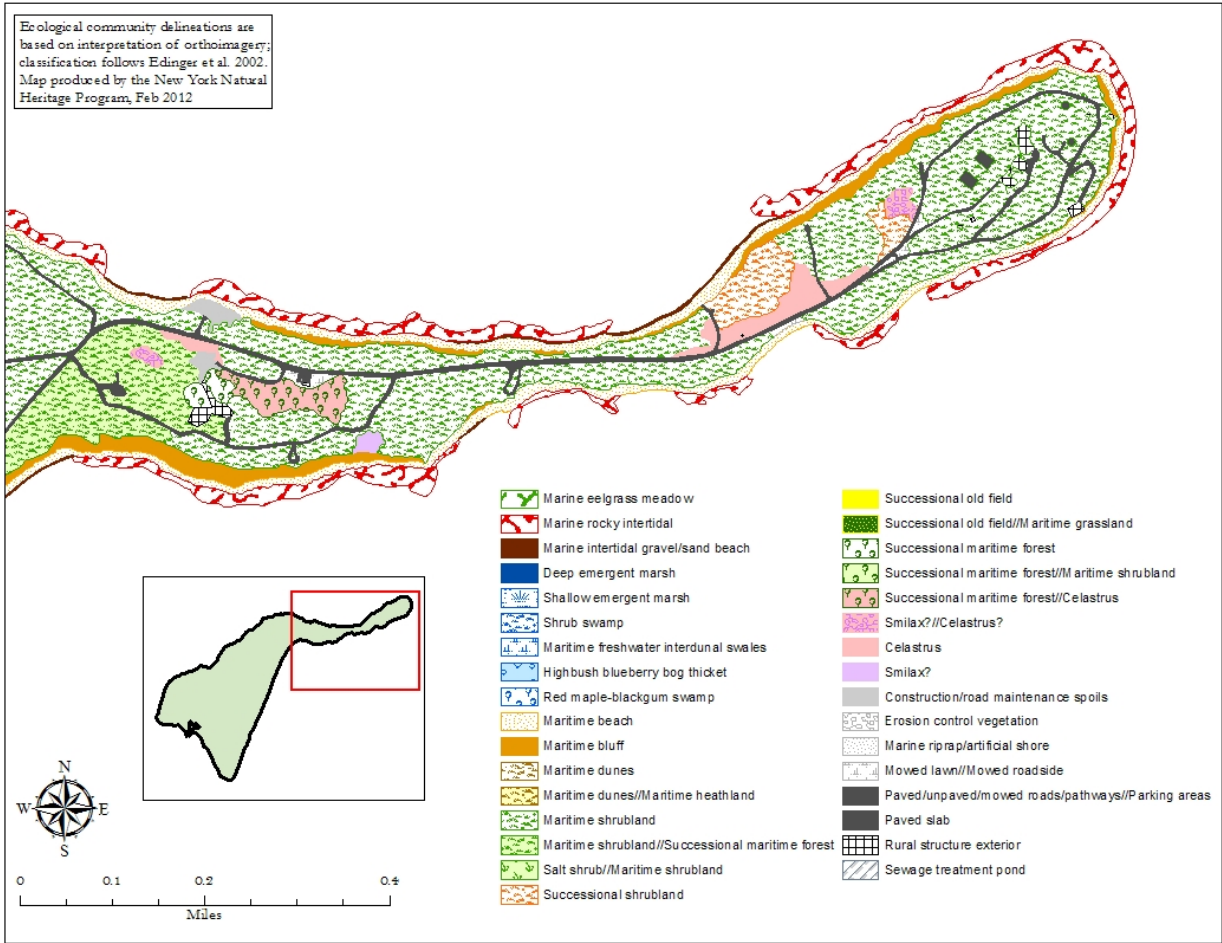 Ecological community delineations are
based on interpretation of orthoimagery;
classification follows Edinger et al. 2002.
Map produced by the New York Natural
Heritage Program, Feb 2012
Marine eelgrass meadow
Marine rocky intertidal
Marine intertidal gravel/sand beach
Deep emergent marsh
Shallow emergent marsh
Shrub swamp
Maritime freshwater interdunal swales
Highbush blueberry bog thicket
Red maple-blackgum swamp
Maritime beach
Maritime bluff
Maritime dunes
Maritime dunes//Maritime heathland
Maritime shrubland
Maritime shrubland//Successional maritime forest
Salt shrub//Maritime shrubland
Successional shrubland
Successional old field
Successional old field//Maritime grassland
Successional maritime forest
Successional maritime forest//Maritime shrubland
Successional maritime forest//Celastrus
Smilax?//Celastrus?
Celastrus
Smilax?
Construction/road maintenance spoils
Erosion control vegetation
Marine riprap/artificial shore
Mowed lawn//Mowed roadside
Paved/unpaved/mowed roads/pathways//Parking areas
Paved slab
Rural structure exterior
Sewage treatment pond
N
W E
S
0 0.1 0.2 0.4
Miles